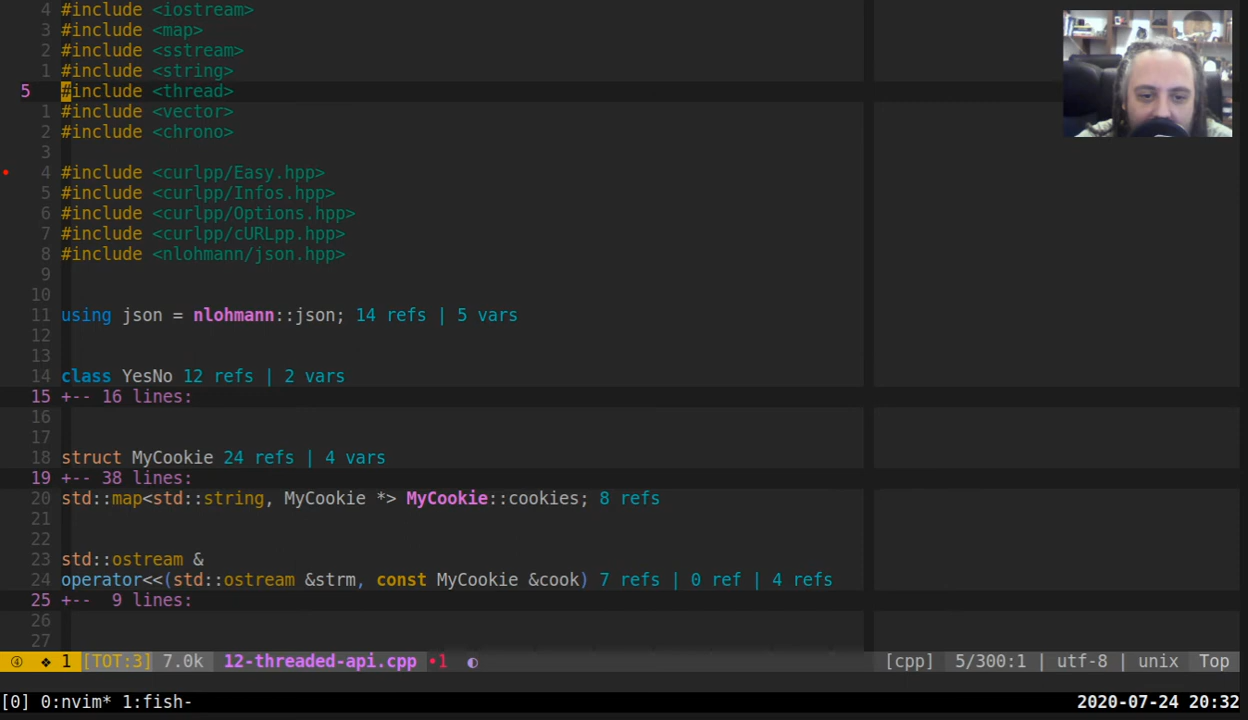 4 #include <iostream>
3 #include <map>
2 #include <sstream>
1 #include <string>
5 #include <thread>
1 #include <vector>
2 #include <chrono>
3
4 #include <curlpp/Easy.hpp>
5 #include <curlpp/Infos.hpp>
6 #include <curlpp/Options.hpp>
7 #include <curlpp/cURLpp.hpp>
8 #include <nlohmann/json.hpp>
9
10
11 using json = nlohmann::json; 14 refs | 5 vars
12
13
14 class YesNo 12 refs | 2 vars
15 +-- 16 lines:
16
17
18 struct MyCookie 24 refs | 4 vars
19 +-- 38 lines:
20 std::map<std::string, MyCookie *> MyCookie::cookies; 8 refs
21
22
23 std::ostream &
24 operator<<(std::ostream &strm, const MyCookie &cook) 7 refs | 0 ref | 4 refs
25 +--  9 lines:
26
27
④ ❖ 1 [TOT:3] 7.0k 12-threaded-api.cpp •1 ◐ [cpp] 5/300:1 | utf-8 | unix Top
[0] 0:nvim* 1:fish- 2020-07-24 20:32